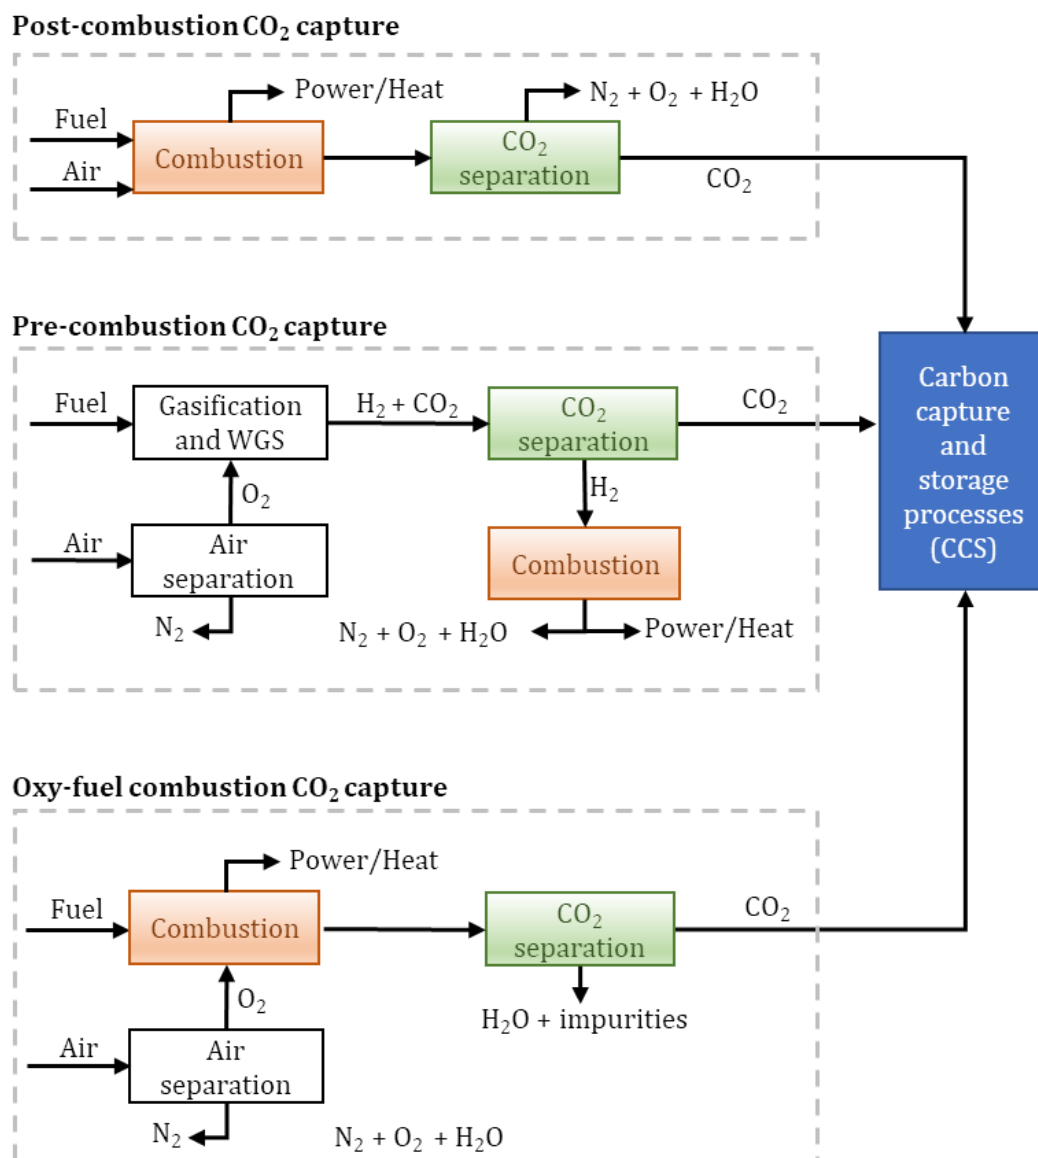 Post-combustion CO₂ capture
Power/Heat
N₂ + O₂ + H₂O
Fuel
Air
Combustion
CO₂
separation
CO₂
Pre-combustion CO₂ capture
Fuel
Gasification
and WGS
H₂ + CO₂
CO₂
separation
CO₂
O₂
H₂
Air
Air
separation
Combustion
N₂
N₂ + O₂ + H₂O
Power/Heat
Carbon
capture
and
storage
processes
(CCS)
Oxy-fuel combustion CO₂ capture
Power/Heat
Fuel
Combustion
CO₂
separation
CO₂
O₂
H₂O + impurities
Air
Air
separation
N₂
N₂ + O₂ + H₂O